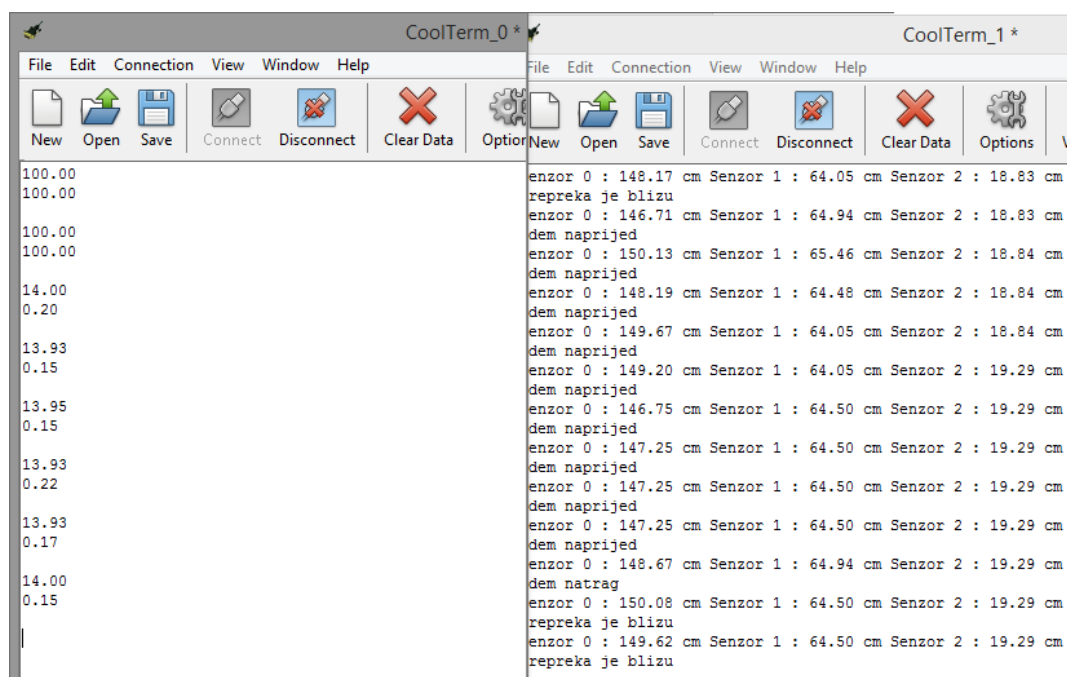 CoolTerm_0 *
File Edit Connection View Window Help
New Open Save Connect Disconnect Clear Data Option
100.00
100.00
100.00
100.00
14.00
0.20
13.93
0.15
13.95
0.15
13.93
0.22
13.93
0.17
14.00
0.15
CoolTerm_1 *
File Edit Connection View Window Help
New Open Save Connect Disconnect Clear Data Options
enzor 0 : 148.17 cm Senzor 1 : 64.05 cm Senzor 2 : 18.83 cm
repreka je blizu
enzor 0 : 146.71 cm Senzor 1 : 64.94 cm Senzor 2 : 18.83 cm
dem naprijed
enzor 0 : 150.13 cm Senzor 1 : 65.46 cm Senzor 2 : 18.84 cm
dem naprijed
enzor 0 : 148.19 cm Senzor 1 : 64.48 cm Senzor 2 : 18.84 cm
dem naprijed
enzor 0 : 149.67 cm Senzor 1 : 64.05 cm Senzor 2 : 18.84 cm
dem naprijed
enzor 0 : 149.20 cm Senzor 1 : 64.05 cm Senzor 2 : 19.29 cm
dem naprijed
enzor 0 : 146.75 cm Senzor 1 : 64.50 cm Senzor 2 : 19.29 cm
dem naprijed
enzor 0 : 147.25 cm Senzor 1 : 64.50 cm Senzor 2 : 19.29 cm
dem naprijed
enzor 0 : 147.25 cm Senzor 1 : 64.50 cm Senzor 2 : 19.29 cm
dem naprijed
enzor 0 : 147.25 cm Senzor 1 : 64.50 cm Senzor 2 : 19.29 cm
dem naprijed
enzor 0 : 148.67 cm Senzor 1 : 64.94 cm Senzor 2 : 19.29 cm
dem natrag
enzor 0 : 150.08 cm Senzor 1 : 64.50 cm Senzor 2 : 19.29 cm
repreka je blizu
enzor 0 : 149.62 cm Senzor 1 : 64.50 cm Senzor 2 : 19.29 cm
repreka je blizu